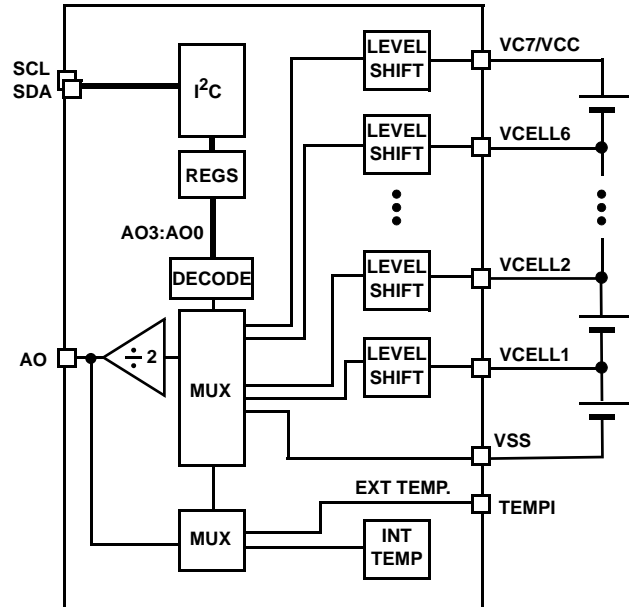 LEVEL
SHIFT
VC7/VCC
SCL
SDA
I²C
LEVEL
SHIFT
VCELL6
REGS
AO3:AO0
DECODE
LEVEL
SHIFT
VCELL2
AO
÷ 2
MUX
LEVEL
SHIFT
VCELL1
VSS
EXT TEMP.
TEMPI
MUX
INT
TEMP